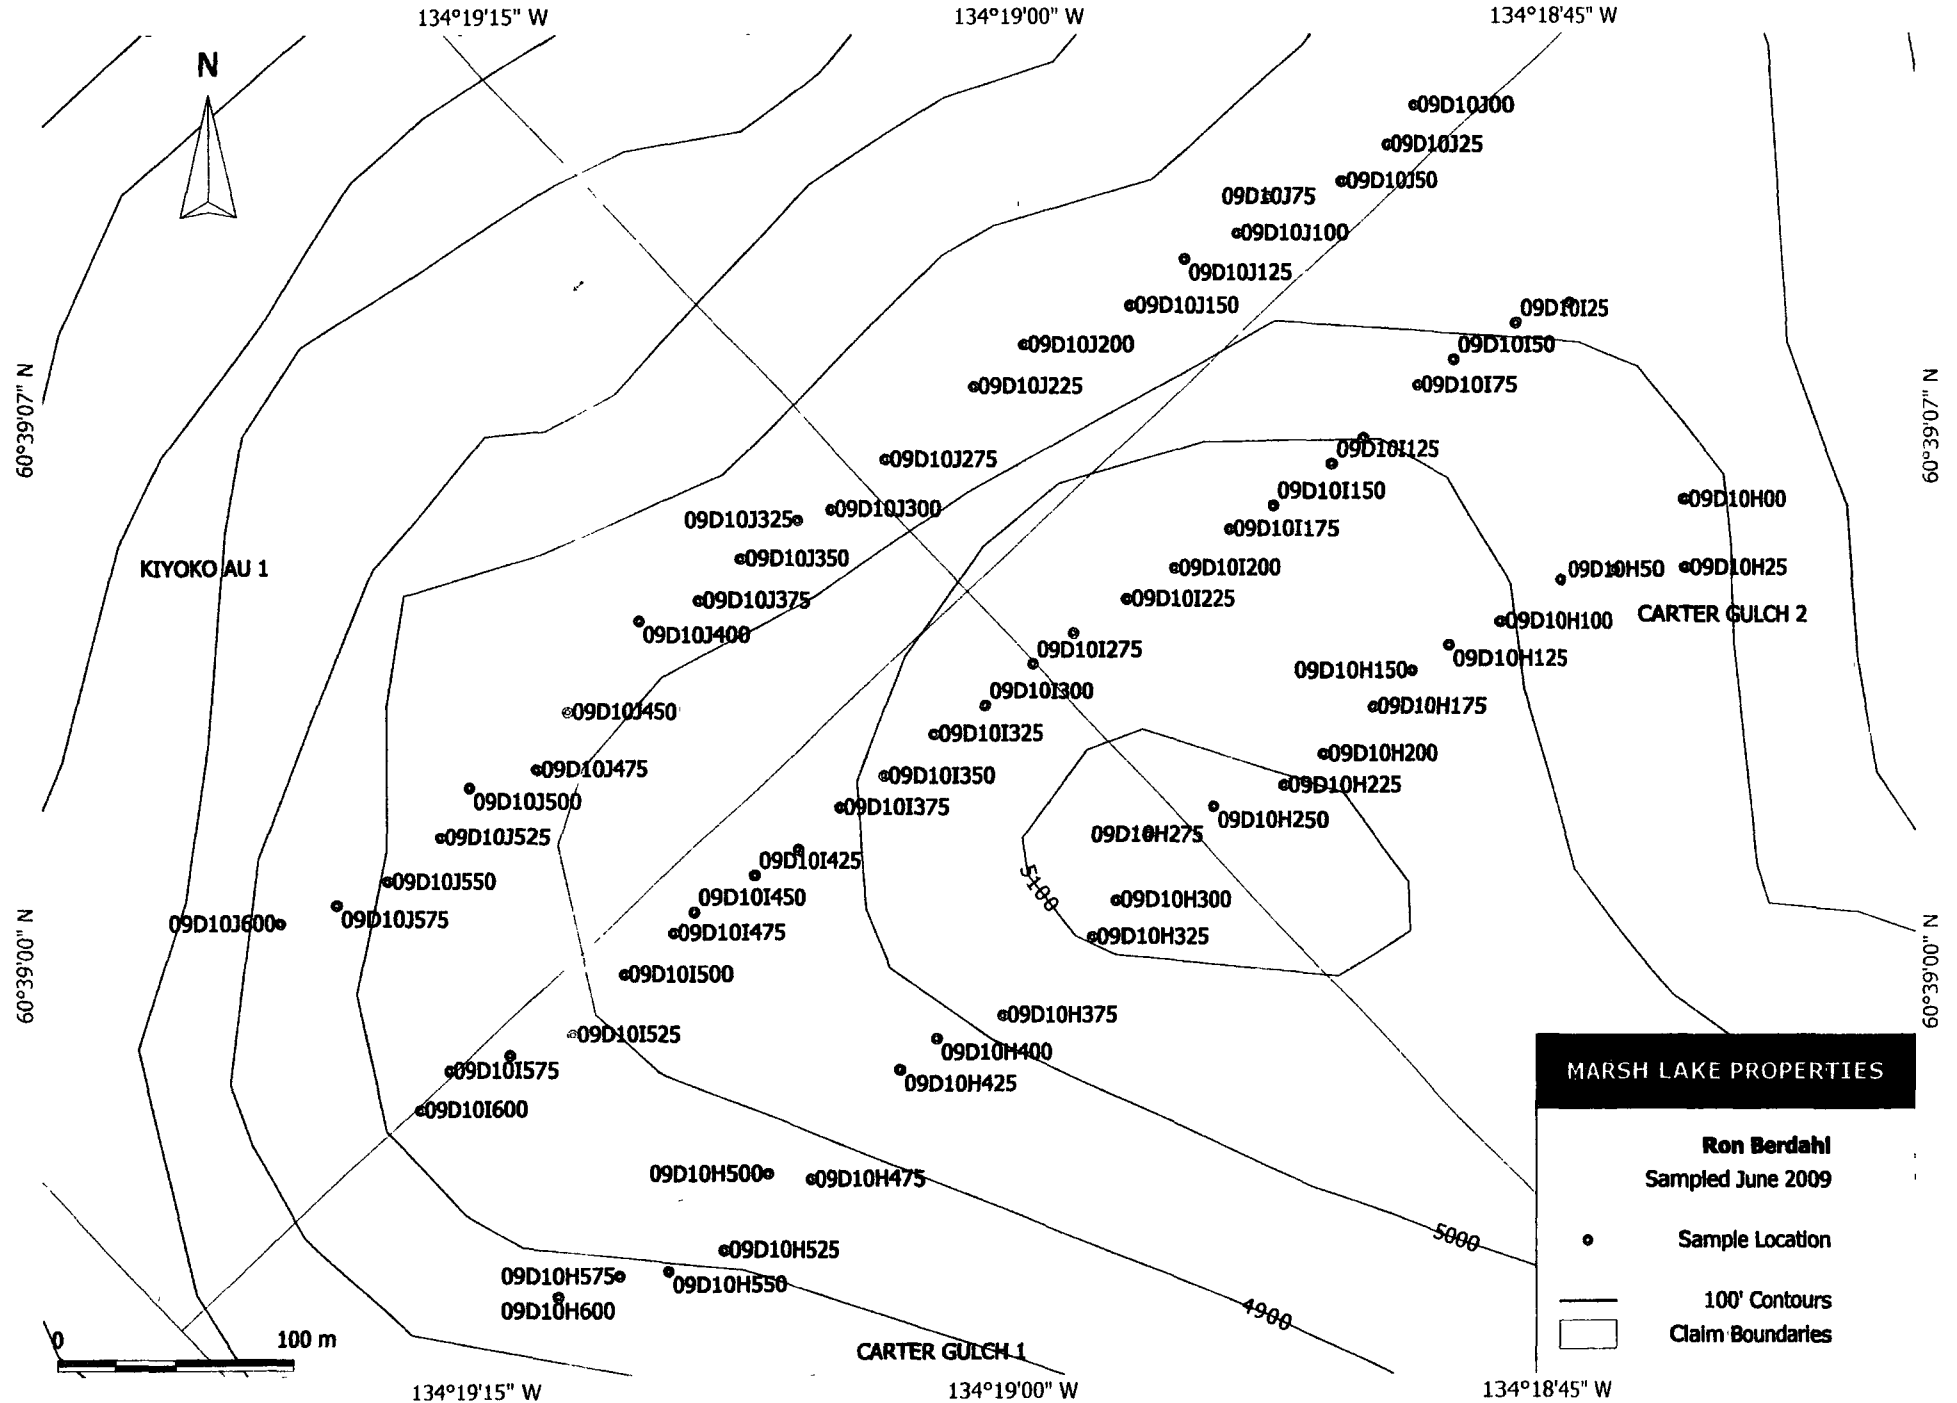 134°19'15" W
134°19'00" W
134°18'45" W
N
09D10J00
09D10J25
09D10J50
09D10J75
09D10J100
09D10J125
09D10J150
09D10I25
09D10J200
09D10I50
09D10J225
09D10I75
60°39'07" N
60°39'07" N
09D10I125
09D10J275
09D10I150
09D10H00
09D10J300
09D10J325
09D10I175
09D10J350
09D10I200
09D10H50
09D10H25
KIYOKO AU 1
09D10J375
09D10I225
CARTER GULCH 2
09D10H100
09D10J400
09D10I275
09D10H125
09D10H150
09D10I300
09D10H175
09D10J450
09D10I325
09D10H200
09D10J475
09D10I350
09D10H225
09D10J500
09D10I375
09D10H250
09D10J525
09D10H275
09D10I425
09D10J550
5100
09D10I450
09D10H300
09D10J575
09D10J600
09D10I475
09D10H325
60°39'00" N
60°39'00" N
09D10I500
09D10H375
09D10I525
09D10H400
09D10I575
09D10H425
09D10I600
09D10H500
09D10H475
5000
09D10H525
09D10H575
09D10H550
09D10H600
4900
CARTER GULCH 1
MARSH LAKE PROPERTIES
Ron Berdahl
Sampled June 2009
Sample Location
100' Contours
Claim Boundaries
0 100 m
134°19'15" W
134°19'00" W
134°18'45" W